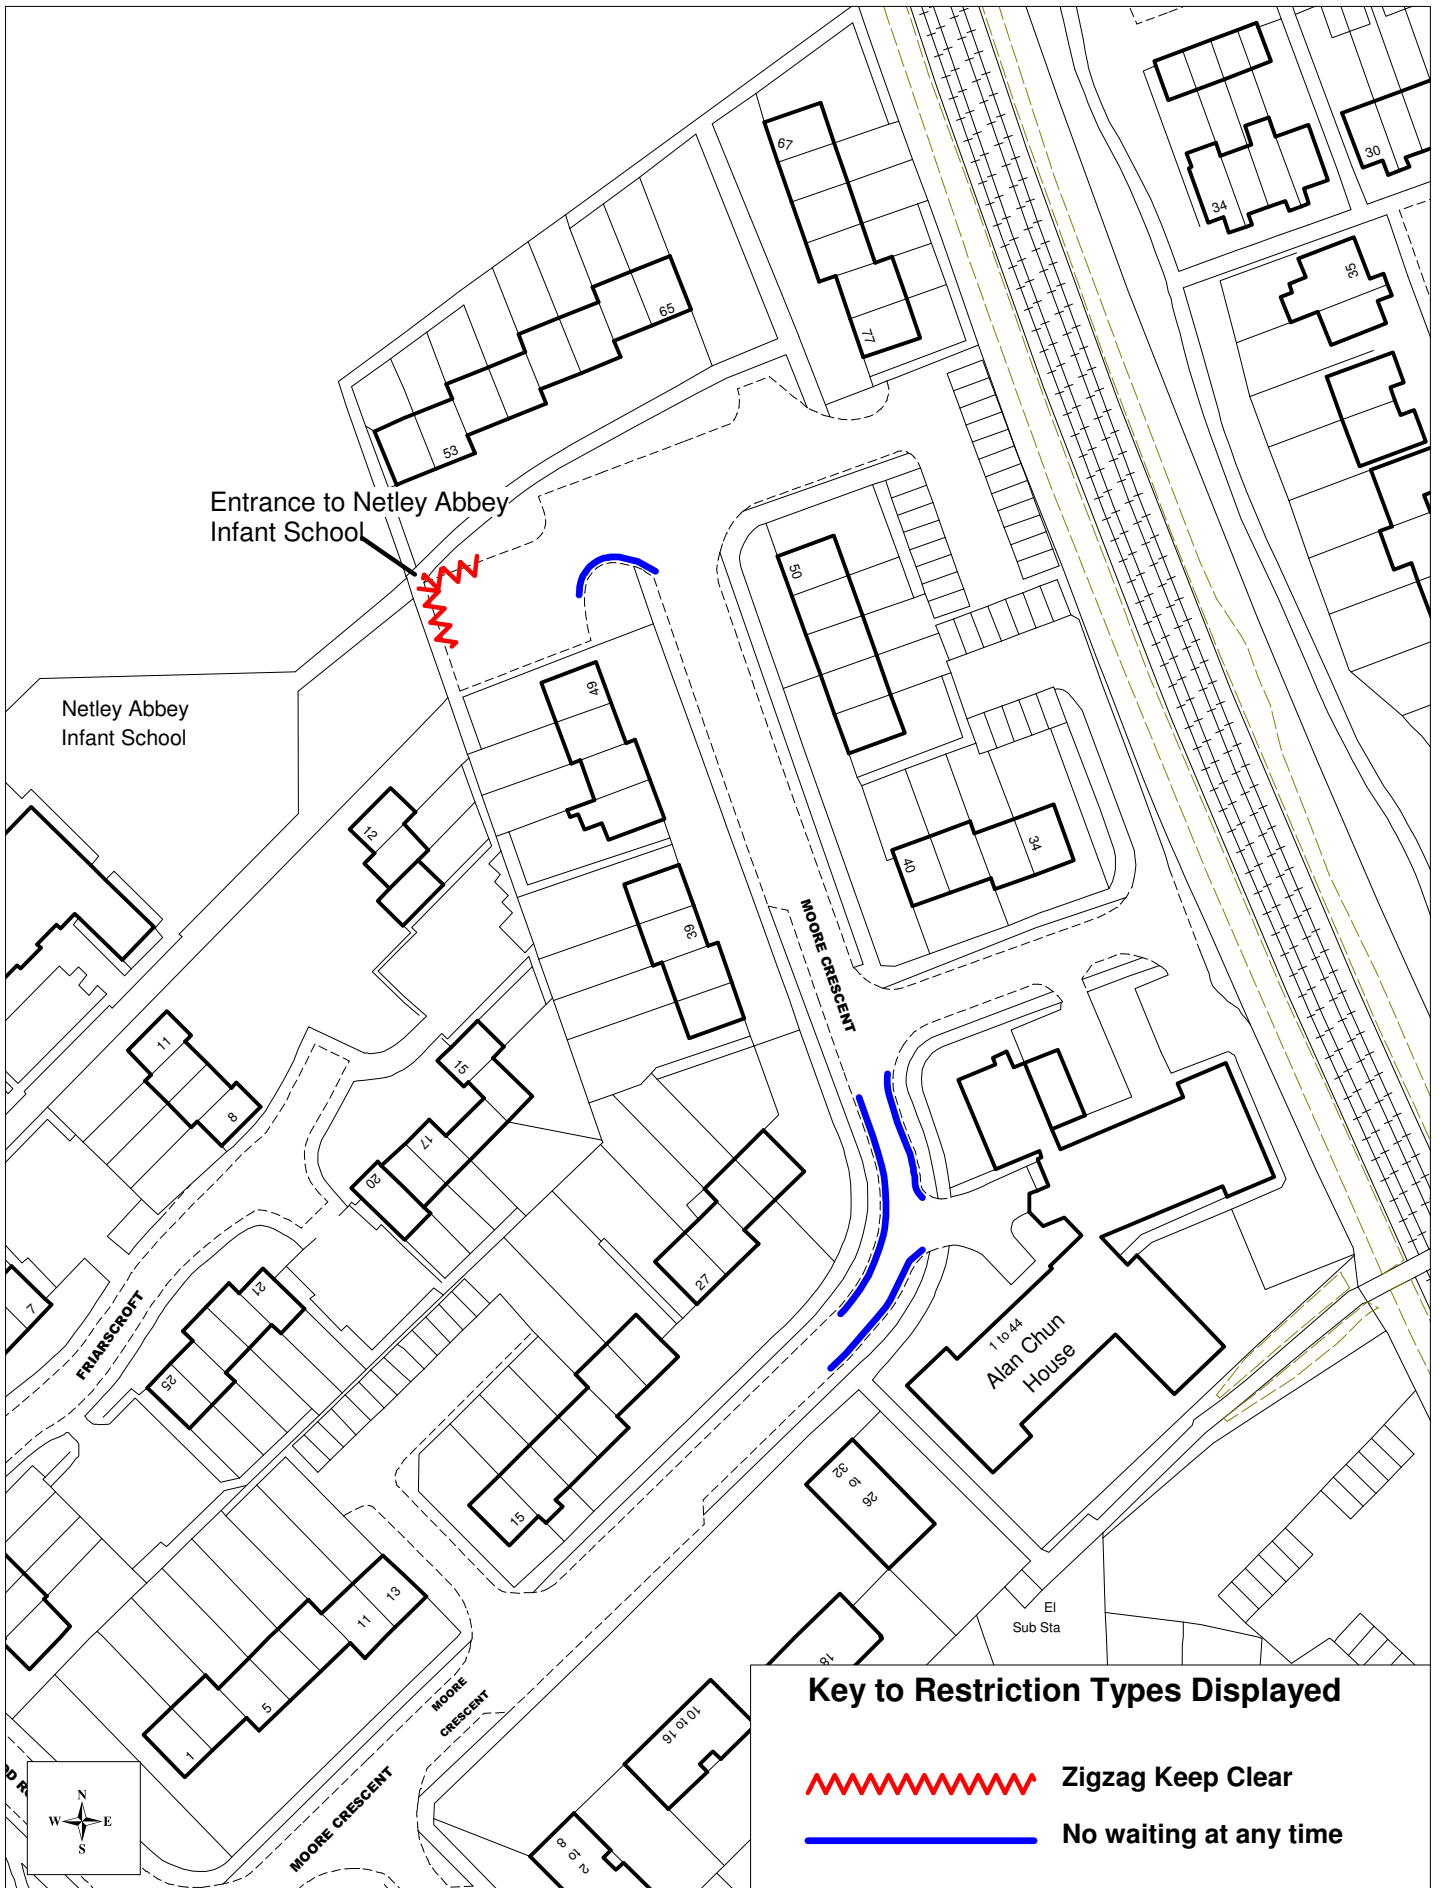 67
30
34
35
65
77
53
Entrance to Netley Abbey
Infant School
50
49
Netley Abbey
Infant School
12
34
40
39
MOORE CRESCENT
11
15
8
17
20
27
21
7
FRIARSCROFT
25
1 to 44
Alan Chun
House
32
to
26
15
13
11
El
Sub Sta
18
5
1
MOORE
CRESCENT
10 to 16
MOORE CRESCENT
8
to
2
N
W E
S
Key to Restriction Types Displayed
Zigzag Keep Clear
No waiting at any time